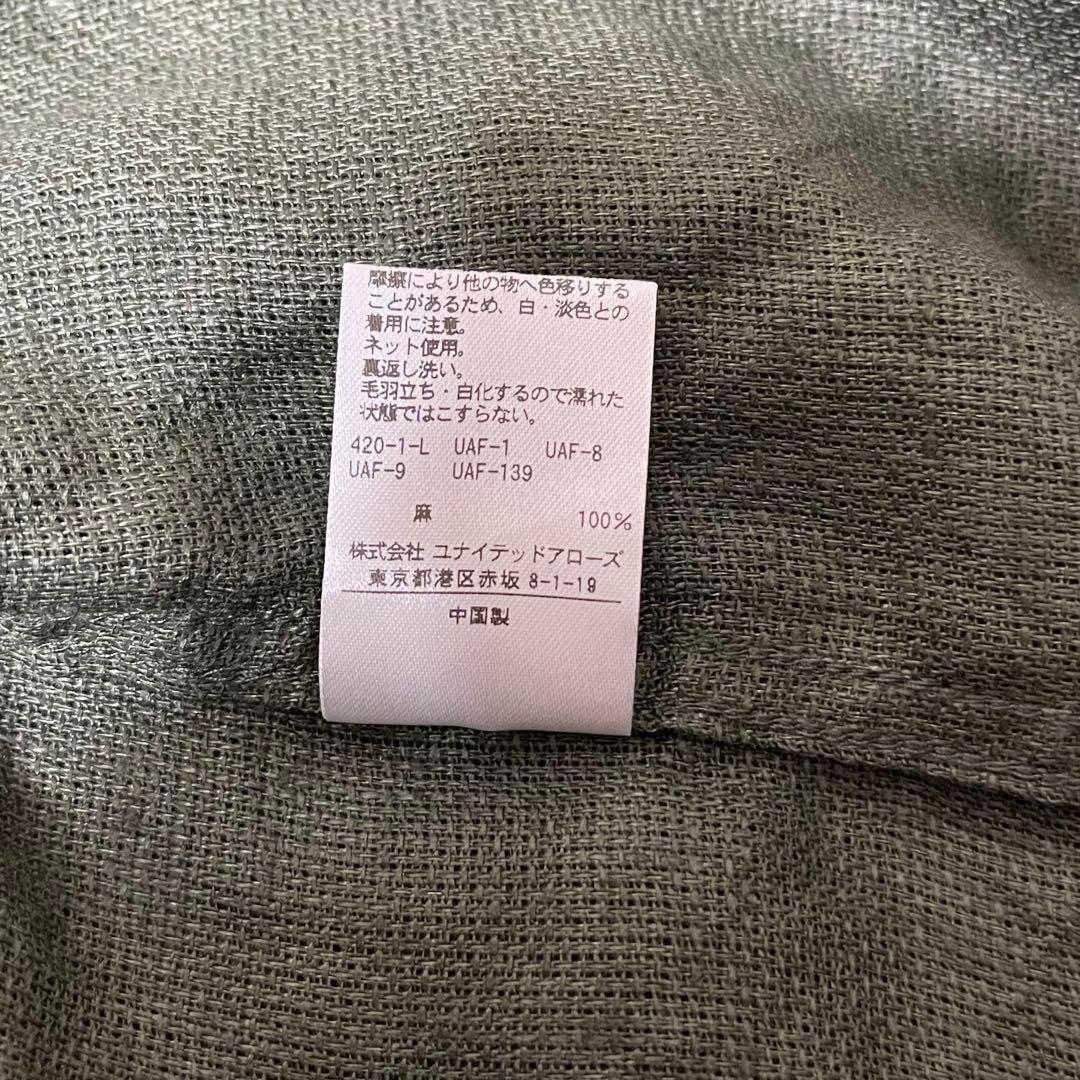 摩擦により他の物へ色移りする
ことがあるため、白・淡色との
着用に注意。
ネット使用。
裏返し洗い。
毛羽立ち・白化するので濡れた
状態ではこすらない。
420-1-L UAF-1 UAF-8
UAF-9 UAF-139
麻 100%
株式会社 ユナイテッドアローズ
東京都港区赤坂 8-1-19
中国製